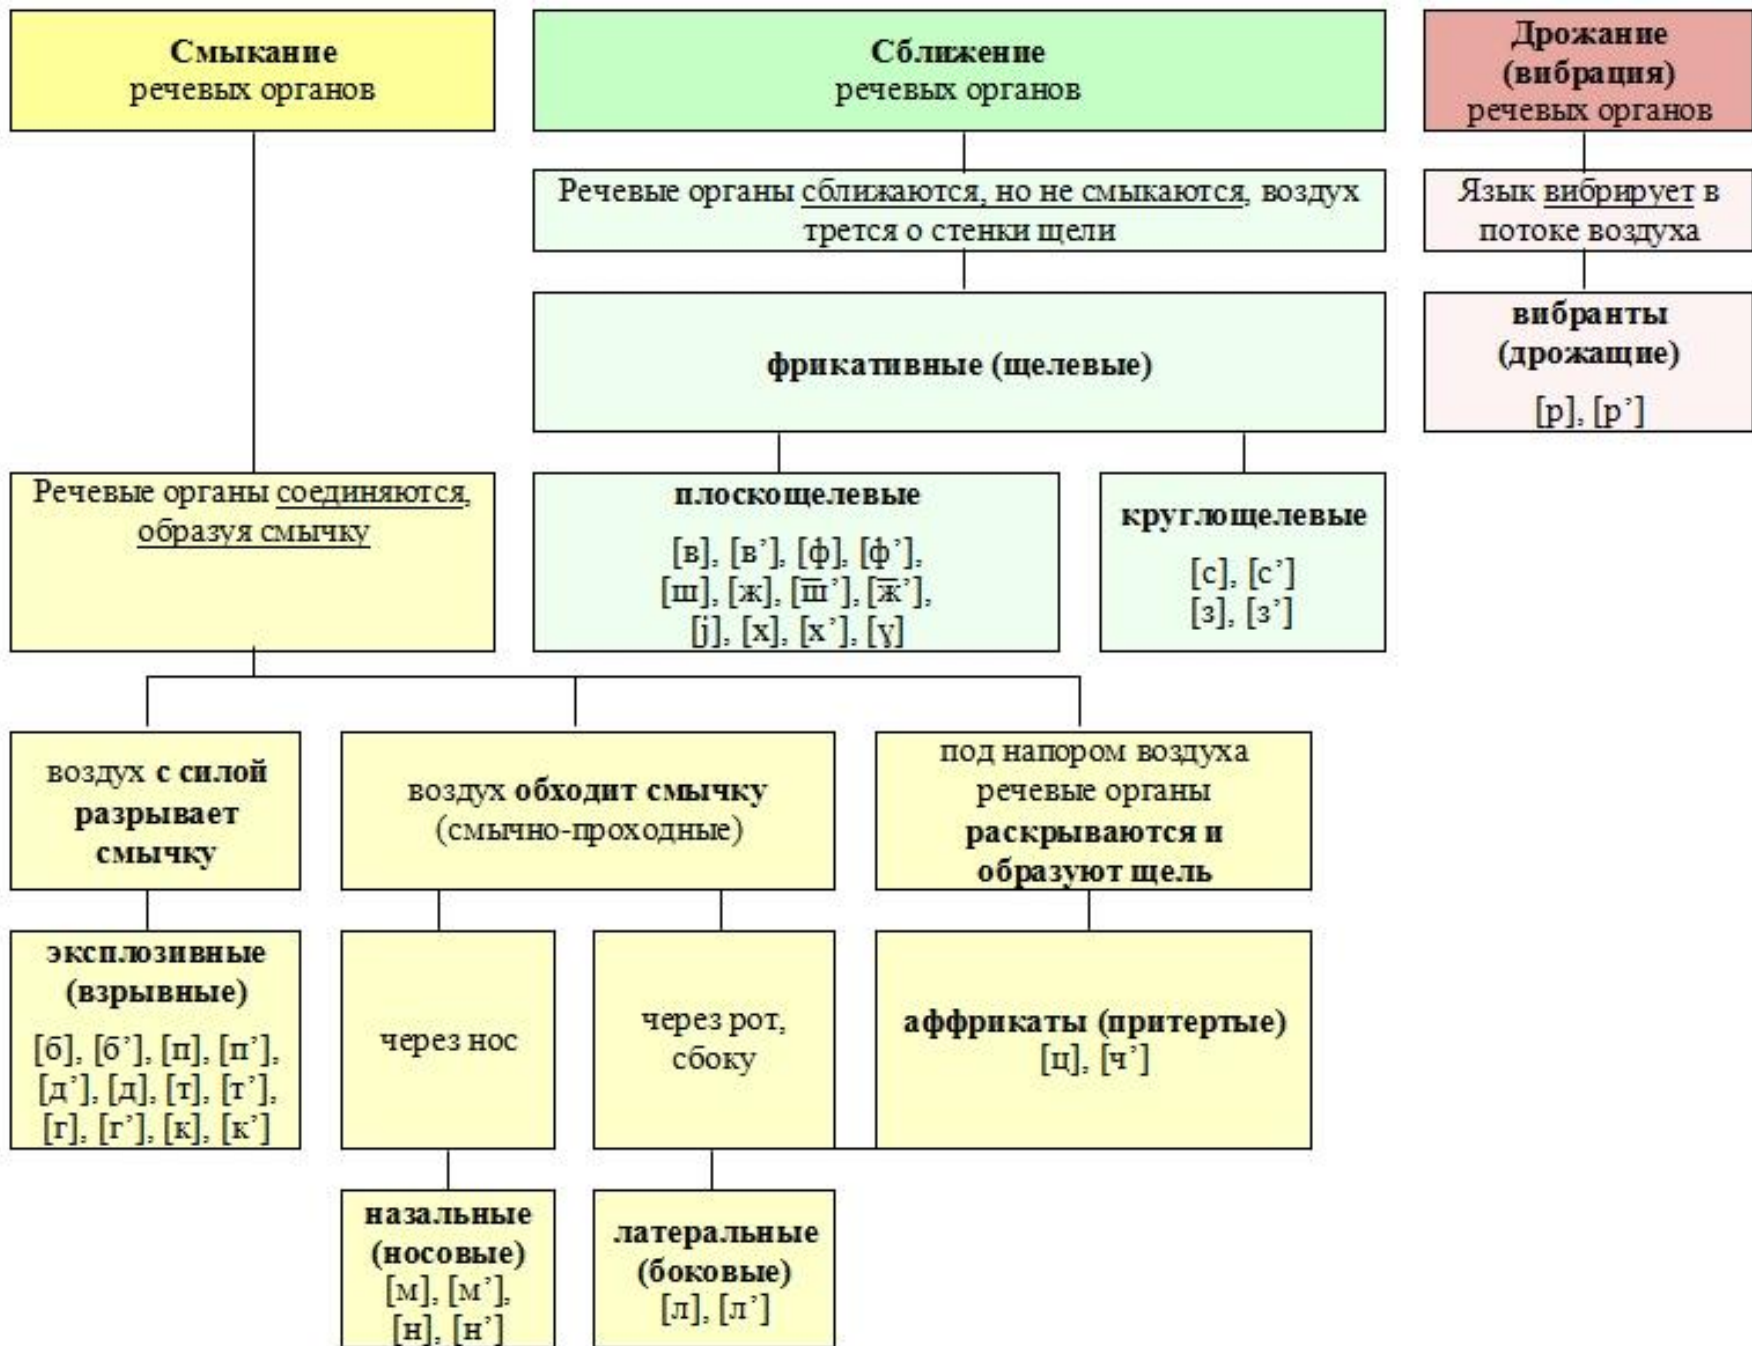 Смыкание
речевых органов
Сближение
речевых органов
Дрожание
(вибрация)
речевых органов
Речевые органы сближаются, но не смыкаются, воздух
трется о стенки щели
Язык вибрирует в
потоке воздуха
фрикативные (щелевые)
вибранты
(дрожащие)
[р], [р’]
Речевые органы соединяются,
образуя смычку
плоскощелевые
[в], [в’], [ф], [ф’],
[ш], [ж], [ш̅’], [ж̅’],
[j], [х], [х’], [γ]
круглощелевые
[с], [с’]
[з], [з’]
воздух с силой
разрывает
смычку
воздух обходит смычку
(смычно-проходные)
под напором воздуха
речевые органы
раскрываются и
образуют щель
эксплозивные
(взрывные)
[б], [б’], [п], [п’],
[д’], [д], [т], [т’],
[г], [г’], [к], [к’]
через нос
через рот,
сбоку
аффрикаты (притертые)
[ц], [ч’]
назальные
(носовые)
[м], [м’],
[н], [н’]
латеральные
(боковые)
[л], [л’]